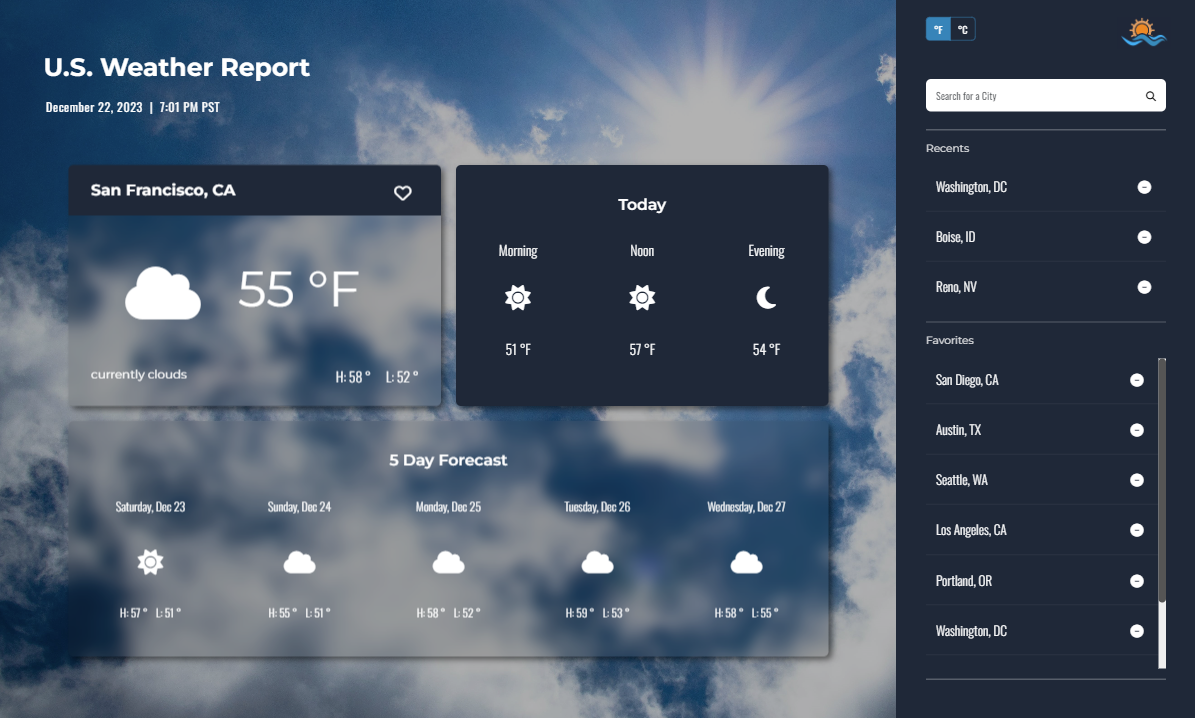 U.S. Weather Report
December 22, 2023 | 7:01 PM PST
San Francisco, CA
55 °F
currently clouds
H: 58 ° L: 52 °
Today
Morning Noon Evening
51 °F 57 °F 54 °F
5 Day Forecast
Saturday, Dec 23 Sunday, Dec 24 Monday, Dec 25 Tuesday, Dec 26 Wednesday, Dec 27
H: 57 ° L: 51 ° H: 55 ° L: 51 ° H: 58 ° L: 52 ° H: 59 ° L: 53 ° H: 58 ° L: 55 °
°F °C
Search for a City
Recents
Washington, DC
Boise, ID
Reno, NV
Favorites
San Diego, CA
Austin, TX
Seattle, WA
Los Angeles, CA
Portland, OR
Washington, DC